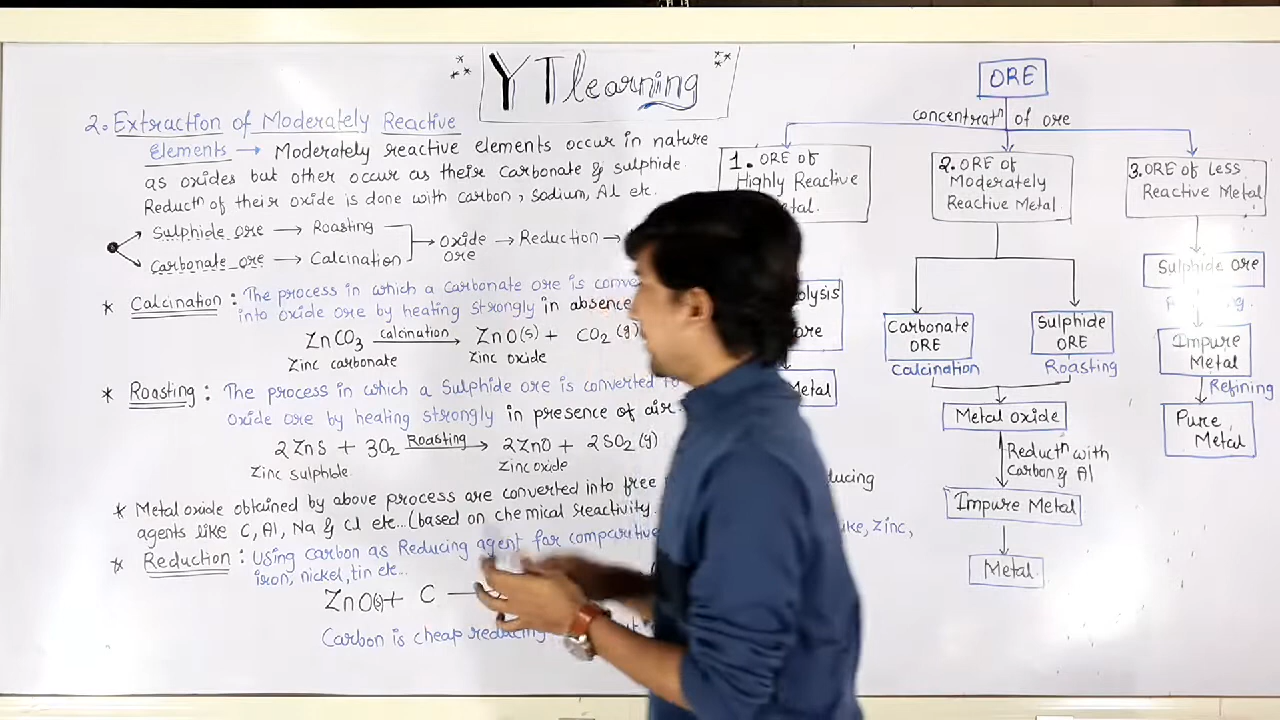 YTlearning
2. Extraction of Moderately Reactive
Elements → Moderately reactive elements occur in nature
as oxides but other occur as their carbonate & sulphide
Reductⁿ of their oxide is done with carbon, sodium, Al etc.
Sulphide ore → Roasting
Carbonate ore → Calcination
→ Oxide ore → Reduction →
* Calcination : The process in which a carbonate ore is
into oxide ore by heating strongly in absence
ZnCO3 calcination→ ZnO(s) + CO2(g)
Zinc carbonate Zinc oxide
* Roasting : The process in which a Sulphide ore is converted to
oxide ore by heating strongly in presence of air.
2ZnS + 3O2 Roasting→ 2ZnO + 2SO2(g)
Zinc sulphide Zinc oxide
* Metal oxide obtained by above process are converted into free
agents like C, Al, Na & Cl etc...(based on chemical reactivity.
* Reduction : Using carbon as Reducing agent for comparitive
like, Zinc,
iron, nickel, tin etc...
ZnO(s) + C
Carbon is cheap
ORE
concentratⁿ of ore
1. ORE of
Highly Reactive
2. ORE of
Moderately
Reactive Metal.
3. ORE of Less
Reactive Metal
Metal
Carbonate
ORE
Calcination
Sulphide
ORE
Roasting
Metal oxide
Reductⁿ with
Carbon & Al
Impure Metal
Metal
Sulphide ore
Impure
Metal
Refining
Pure
Metal